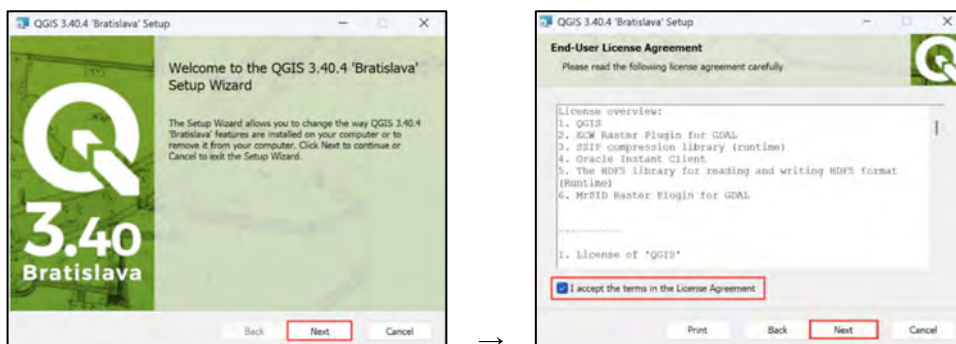 QGIS 3.40.4 'Bratislava' Setup
Welcome to the QGIS 3.40.4 'Bratislava'
Setup Wizard
The Setup Wizard allows you to change the way QGIS 3.40.4
'Bratislava' features are installed on your computer or to
remove it from your computer. Click Next to continue or
Cancel to exit the Setup Wizard.
3.40
Bratislava
Back Next Cancel
→
QGIS 3.40.4 'Bratislava' Setup
End-User License Agreement
Please read the following license agreement carefully
License overview:
1. QGIS
2. ECW Raster Plugin for GDAL
3. SZIP compression library (runtime)
4. Oracle Instant Client
5. The HDF5 library for reading and writing HDF5 format
(Runtime)
6. MrSID Raster Plugin for GDAL
----------
1. License of 'QGIS'
I accept the terms in the License Agreement
Print Back Next Cancel